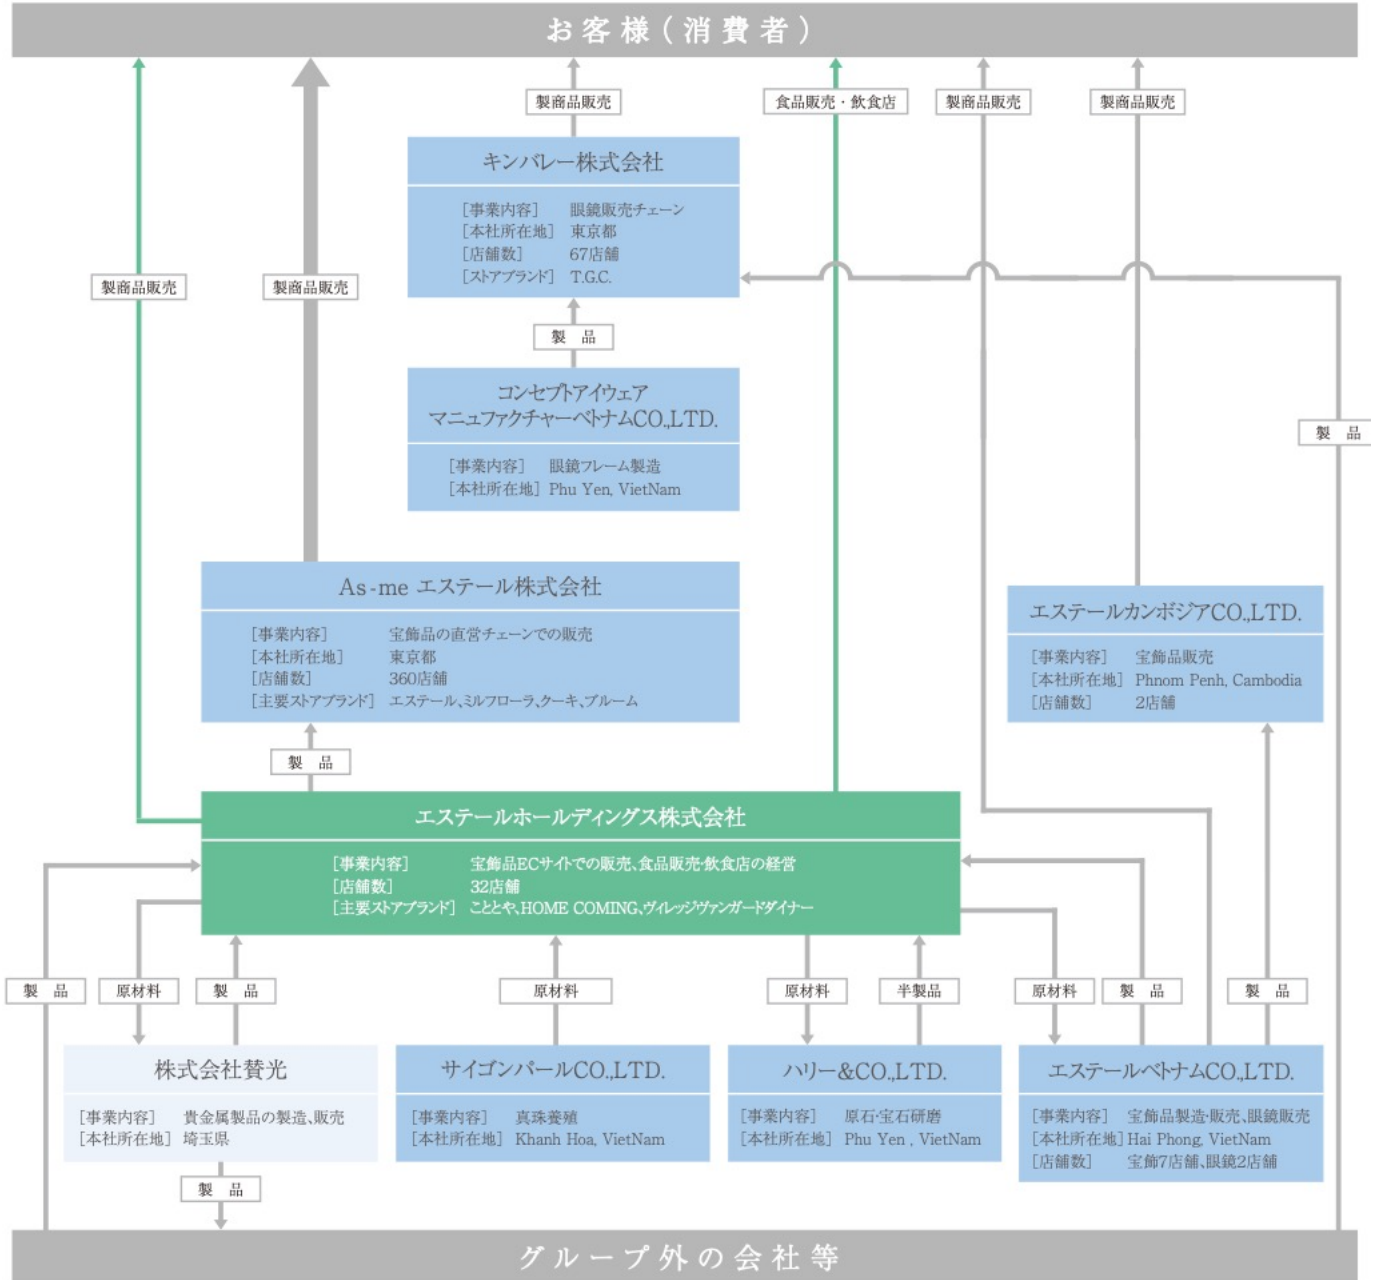 お客様(消費者)
製商品販売
食品販売・飲食店
製商品販売
製商品販売
キンバレー株式会社
[事業内容] 眼鏡販売チェーン
[本社所在地] 東京都
[店舗数] 67店舗
[ストアブランド] T.G.C.
製商品販売
製商品販売
製 品
コンセプトアイウェア
マニュファクチャーベトナムCO.,LTD.
[事業内容] 眼鏡フレーム製造
[本社所在地] Phu Yen, VietNam
製 品
As-me エステール株式会社
[事業内容] 宝飾品の直営チェーンでの販売
[本社所在地] 東京都
[店舗数] 360店舗
[主要ストアブランド] エステール、ミルフローラ、クーキ、ブルーム
エステールカンボジアCO.,LTD.
[事業内容] 宝飾品販売
[本社所在地] Phnom Penh, Cambodia
[店舗数] 2店舗
製 品
エステールホールディングス株式会社
[事業内容] 宝飾品ECサイトでの販売、食品販売・飲食店の経営
[店舗数] 32店舗
[主要ストアブランド] こととや、HOME COMING、ヴィレッジヴァンガードダイナー
製 品
原材料
製 品
原材料
原材料
半製品
原材料
製 品
製 品
株式会社賛光
[事業内容] 貴金属製品の製造、販売
[本社所在地] 埼玉県
サイゴンパールCO.,LTD.
[事業内容] 真珠養殖
[本社所在地] Khanh Hoa, VietNam
ハリー&CO.,LTD.
[事業内容] 原石・宝石研磨
[本社所在地] Phu Yen , VietNam
エステールベトナムCO.,LTD.
[事業内容] 宝飾品製造・販売、眼鏡販売
[本社所在地] Hai Phong, VietNam
[店舗数] 宝飾7店舗、眼鏡2店舗
製 品
グループ外の会社等